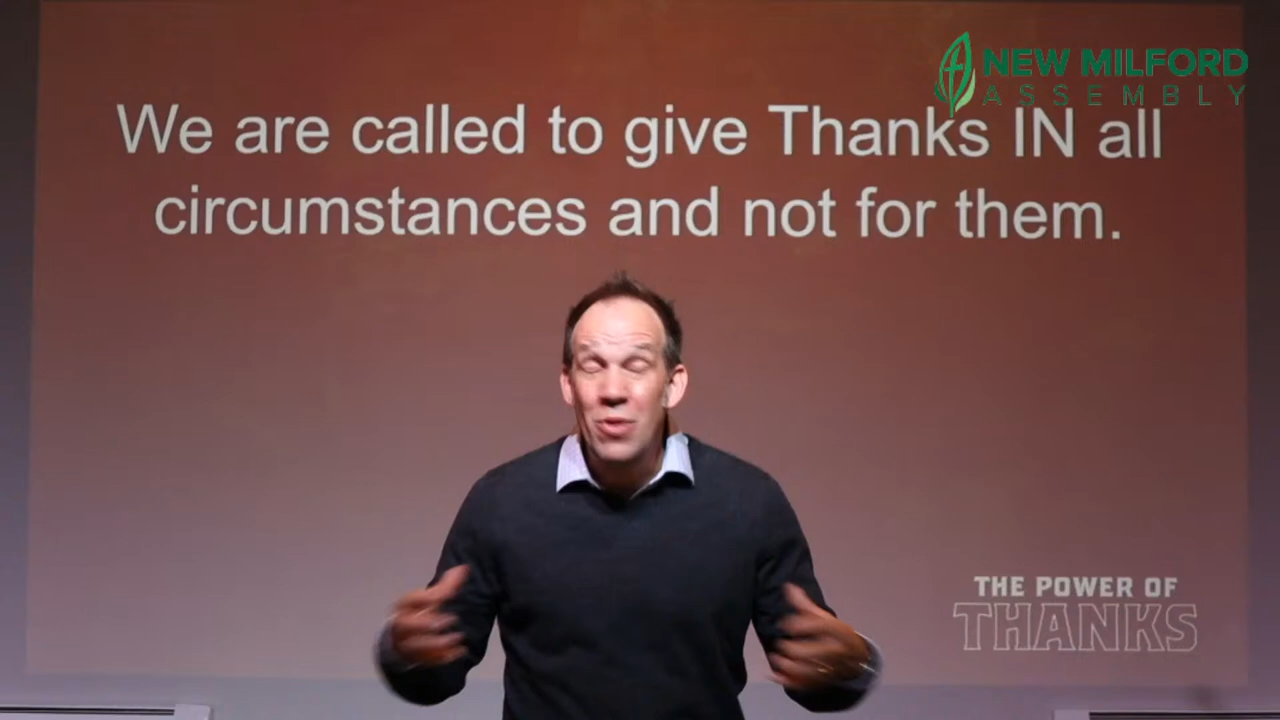 NEW MILFORD
ASSEMBLY
We are called to give Thanks IN all
circumstances and not for them.
THE POWER OF
THANKS